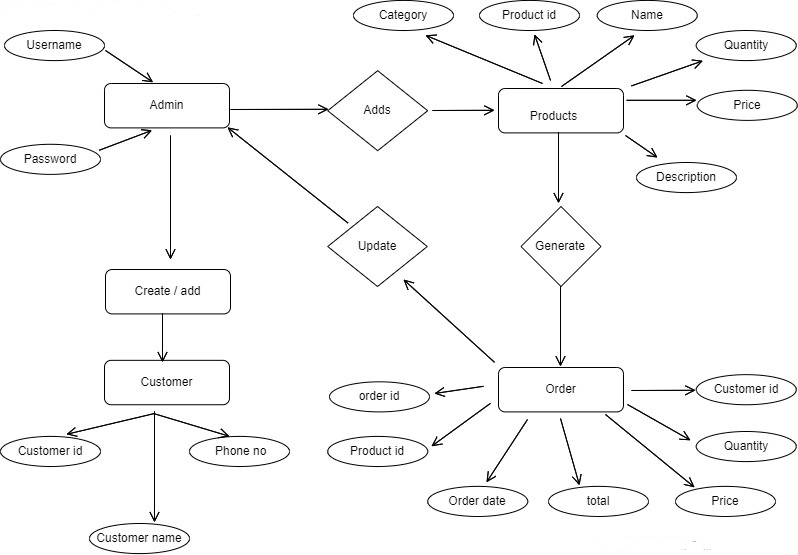 Category
Product id
Name
Username
Quantity
Admin
Adds
Products
Price
Password
Description
Update
Generate
Create / add
Customer
order id
Order
Customer id
Customer id
Phone no
Product id
Quantity
Order date
total
Price
Customer name